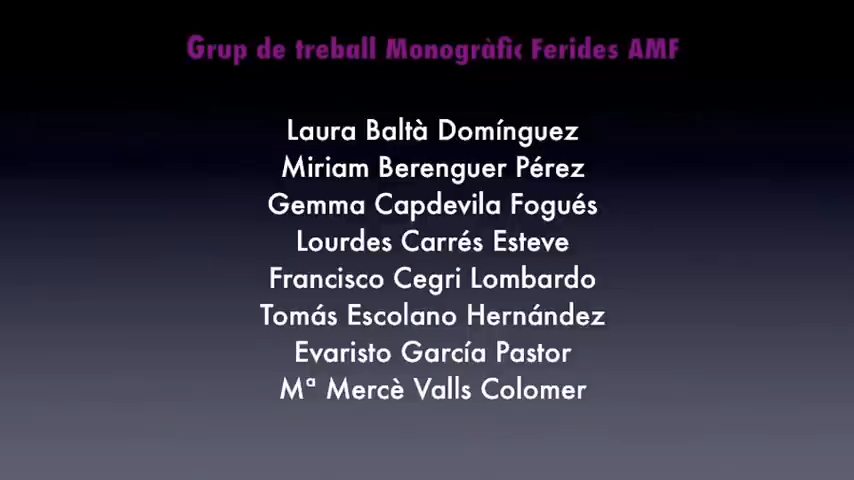 Grup de treball Monogràfic Ferides AMF
Laura Baltà Domínguez
Miriam Berenguer Pérez
Gemma Capdevila Fogués
Lourdes Carrés Esteve
Francisco Cegri Lombardo
Tomás Escolano Hernández
Evaristo García Pastor
Mª Mercè Valls Colomer